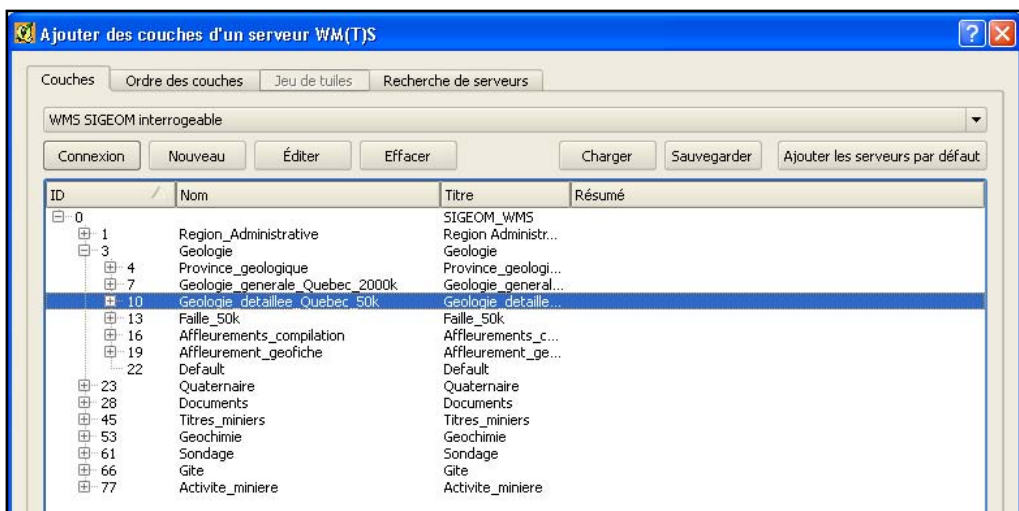 Ajouter des couches d'un serveur WM(T)S
Couches Ordre des couches Jeu de tuiles Recherche de serveurs
WMS SIGEOM interrogeable
Connexion Nouveau Éditer Effacer Charger Sauvegarder Ajouter les serveurs par défaut
ID Nom Titre Résumé
0 SIGEOM_WMS
1 Region_Administrative Region Administr...
3 Geologie Geologie
4 Province_geologique Province_geologi...
7 Geologie_generale_Quebec_2000k Geologie_general...
10 Geologie_detaillee_Quebec_50k Geologie_detaille...
13 Faille_50k Faille_50k
16 Affleurements_compilation Affleurements_c...
19 Affleurement_geofiche Affleurement_ge...
22 Default Default
23 Quaternaire Quaternaire
28 Documents Documents
45 Titres_miniers Titres_miniers
53 Geochimie Geochimie
61 Sondage Sondage
66 Gite Gite
77 Activite_miniere Activite_miniere